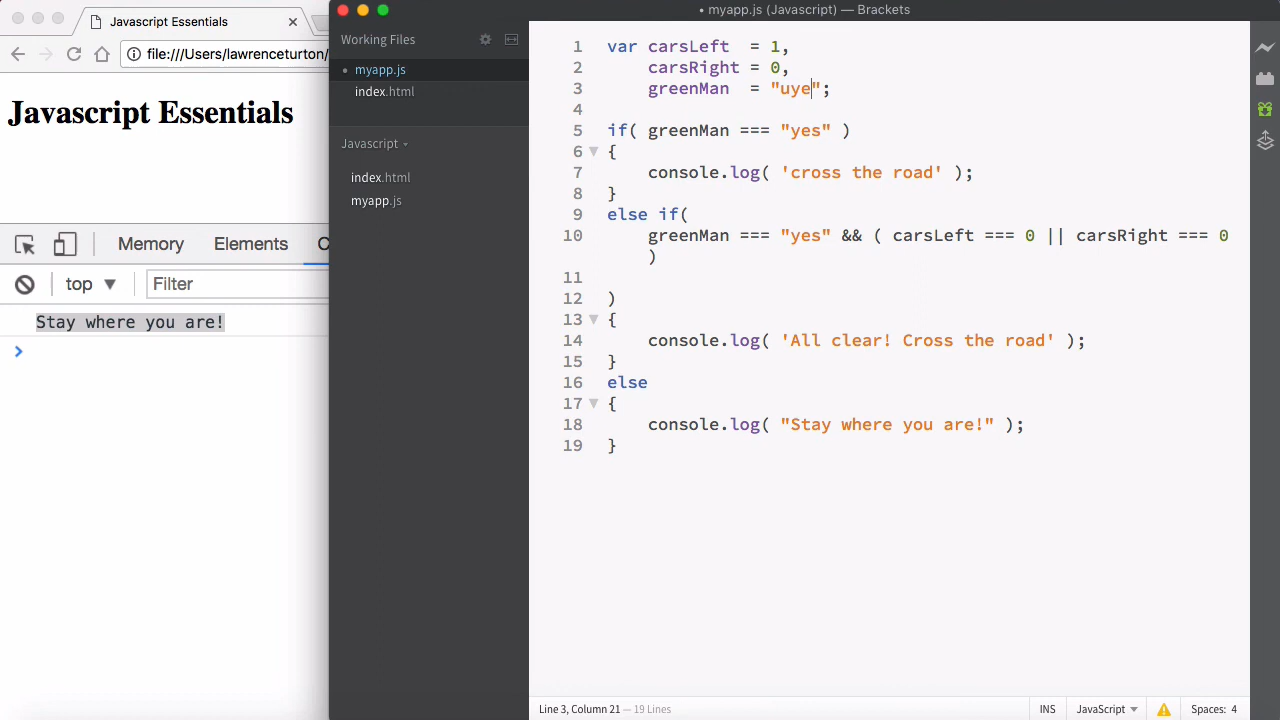 Javascript Essentials
file:///Users/lawrenceturton/
Javascript Essentials
Memory Elements C
top Filter
Stay where you are!
• myapp.js (Javascript) — Brackets
Working Files
myapp.js
index.html
Javascript
index.html
myapp.js
1 var carsLeft = 1,
2 carsRight = 0,
3 greenMan = "uye";
4
5 if( greenMan === "yes" )
6 {
7 console.log( 'cross the road' );
8 }
9 else if(
10 greenMan === "yes" && ( carsLeft === 0 || carsRight === 0
)
11
12 )
13 {
14 console.log( 'All clear! Cross the road' );
15 }
16 else
17 {
18 console.log( "Stay where you are!" );
19 }
Line 3, Column 21 — 19 Lines INS JavaScript Spaces: 4